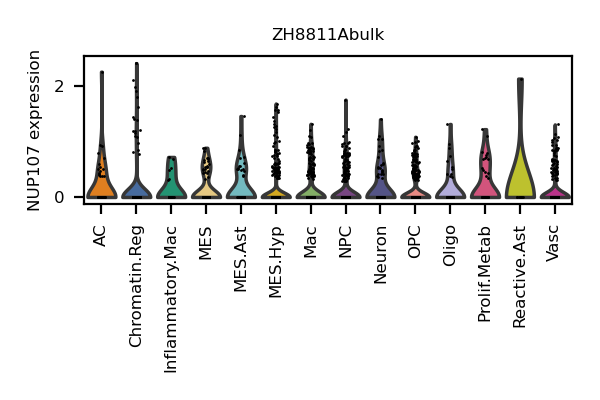 ZH8811Abulk
NUP107 expression
2
0
AC
Chromatin.Reg
Inflammatory.Mac
MES
MES.Ast
MES.Hyp
Mac
NPC
Neuron
OPC
Oligo
Prolif.Metab
Reactive.Ast
Vasc